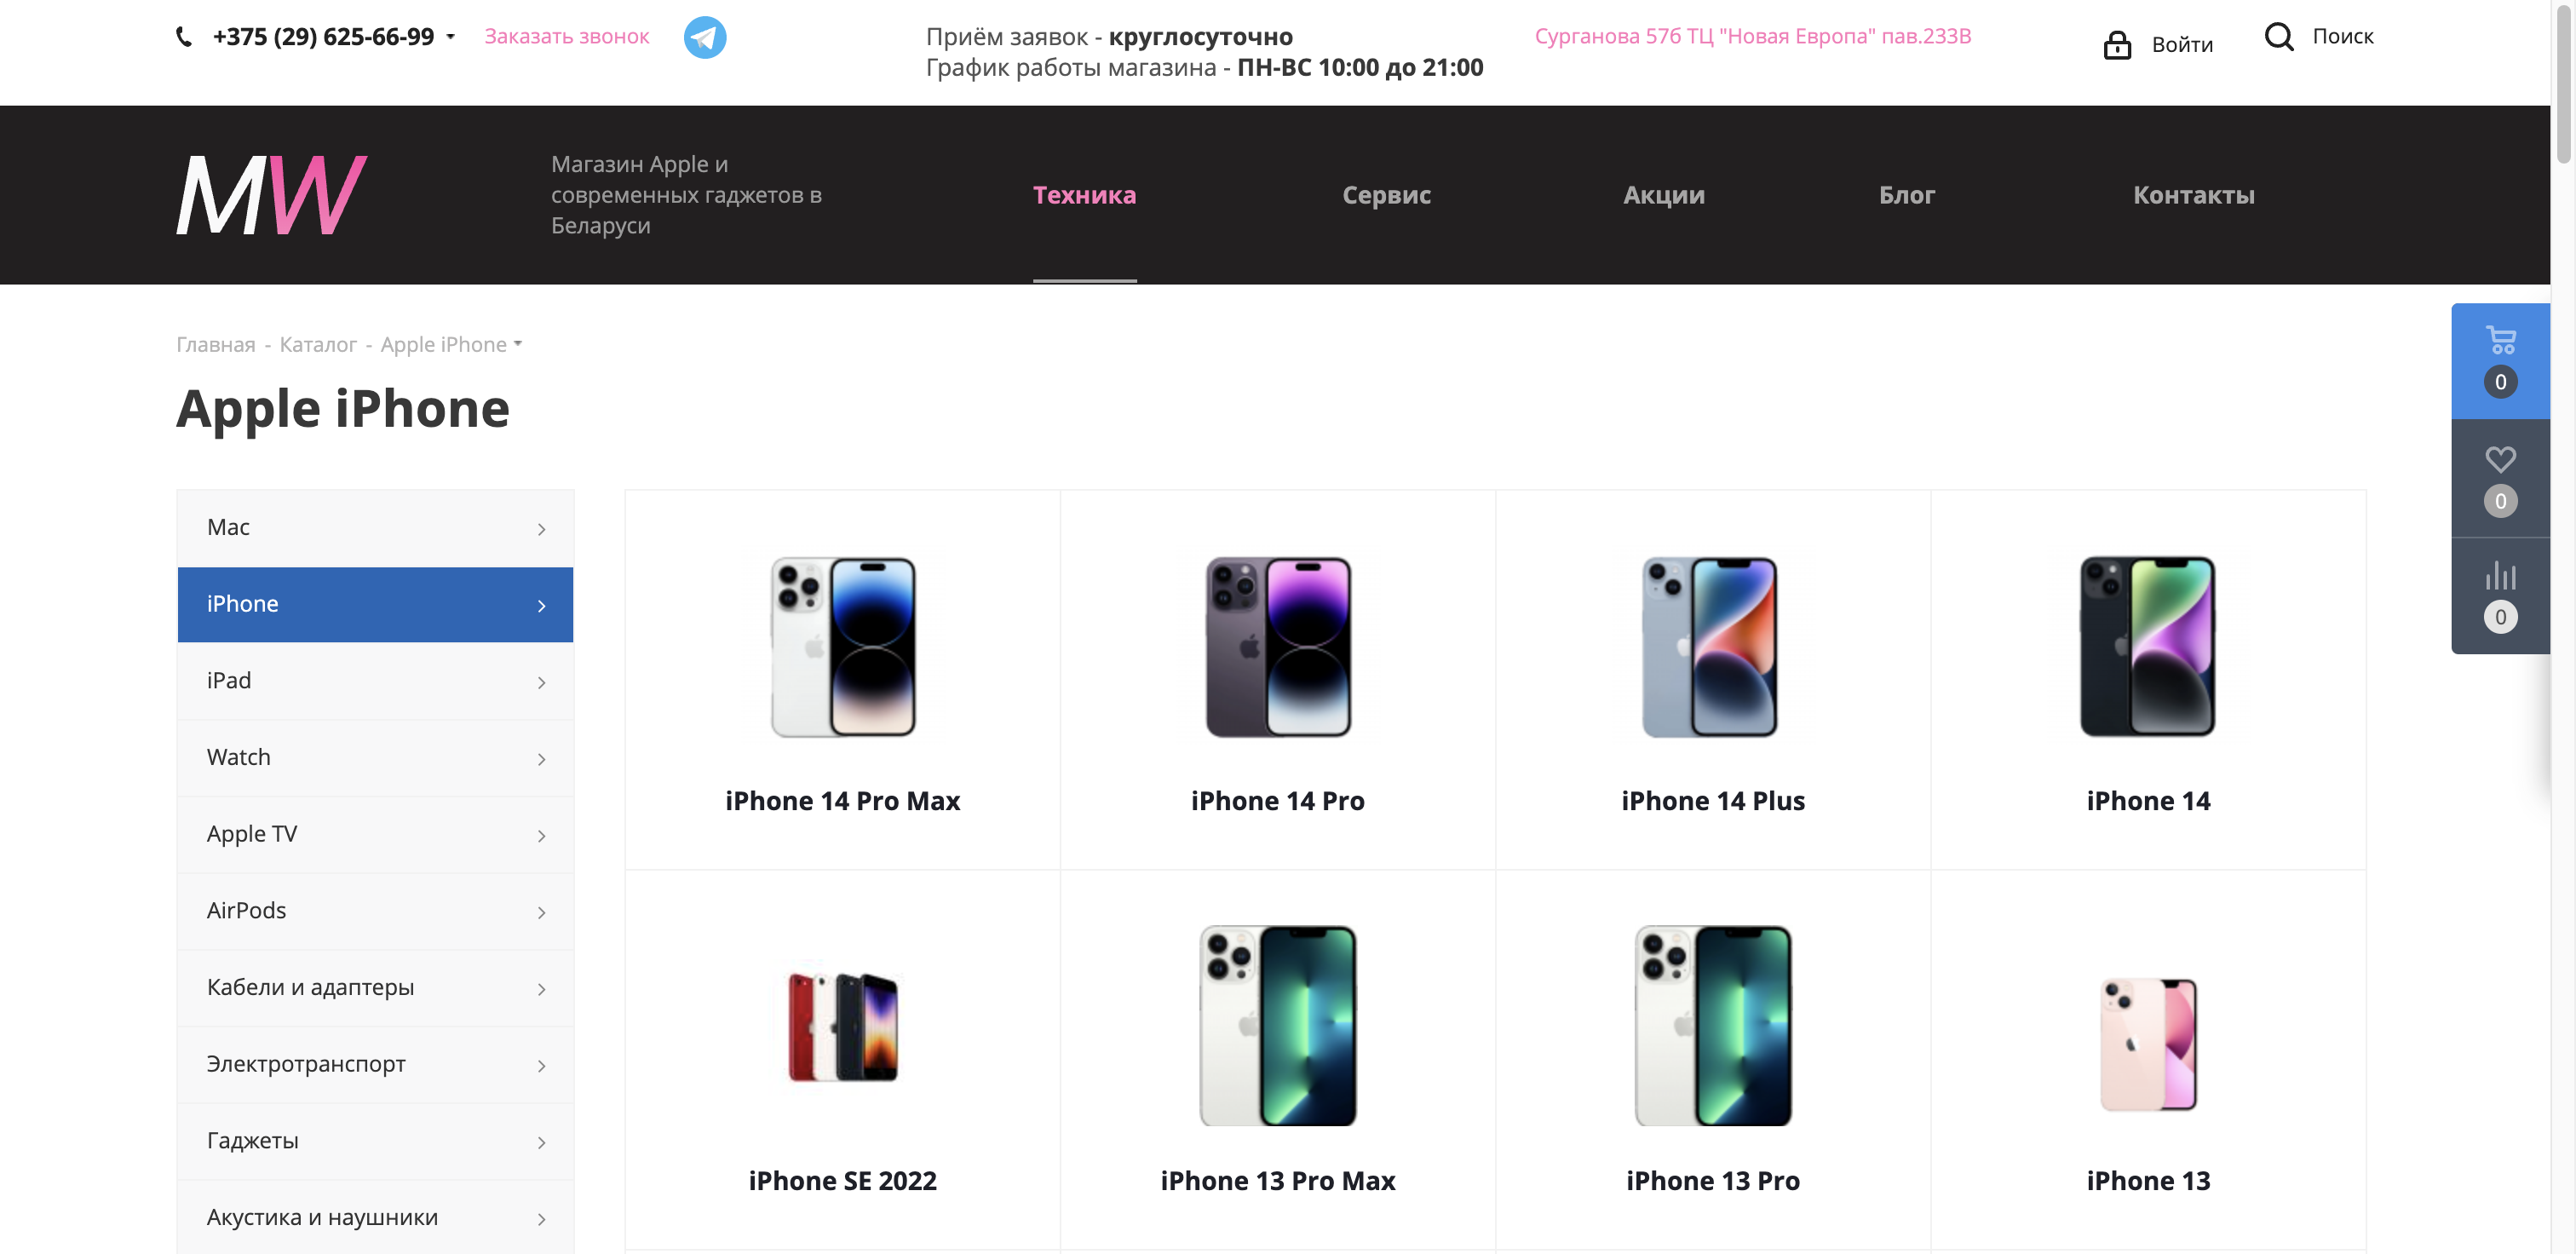 +375 (29) 625-66-99
Заказать звонок
Приём заявок - круглосуточно
График работы магазина - ПН-ВС 10:00 до 21:00
Сурганова 57б ТЦ "Новая Европа" пав.233В
Войти
Поиск
MW
Магазин Apple и
современных гаджетов в
Беларуси
Техника
Сервис
Акции
Блог
Контакты
Главная - Каталог - Apple iPhone
Apple iPhone
0
0
0
Mac
iPhone
iPad
Watch
Apple TV
AirPods
Кабели и адаптеры
Электротранспорт
Гаджеты
Акустика и наушники
iPhone 14 Pro Max
iPhone 14 Pro
iPhone 14 Plus
iPhone 14
iPhone SE 2022
iPhone 13 Pro Max
iPhone 13 Pro
iPhone 13